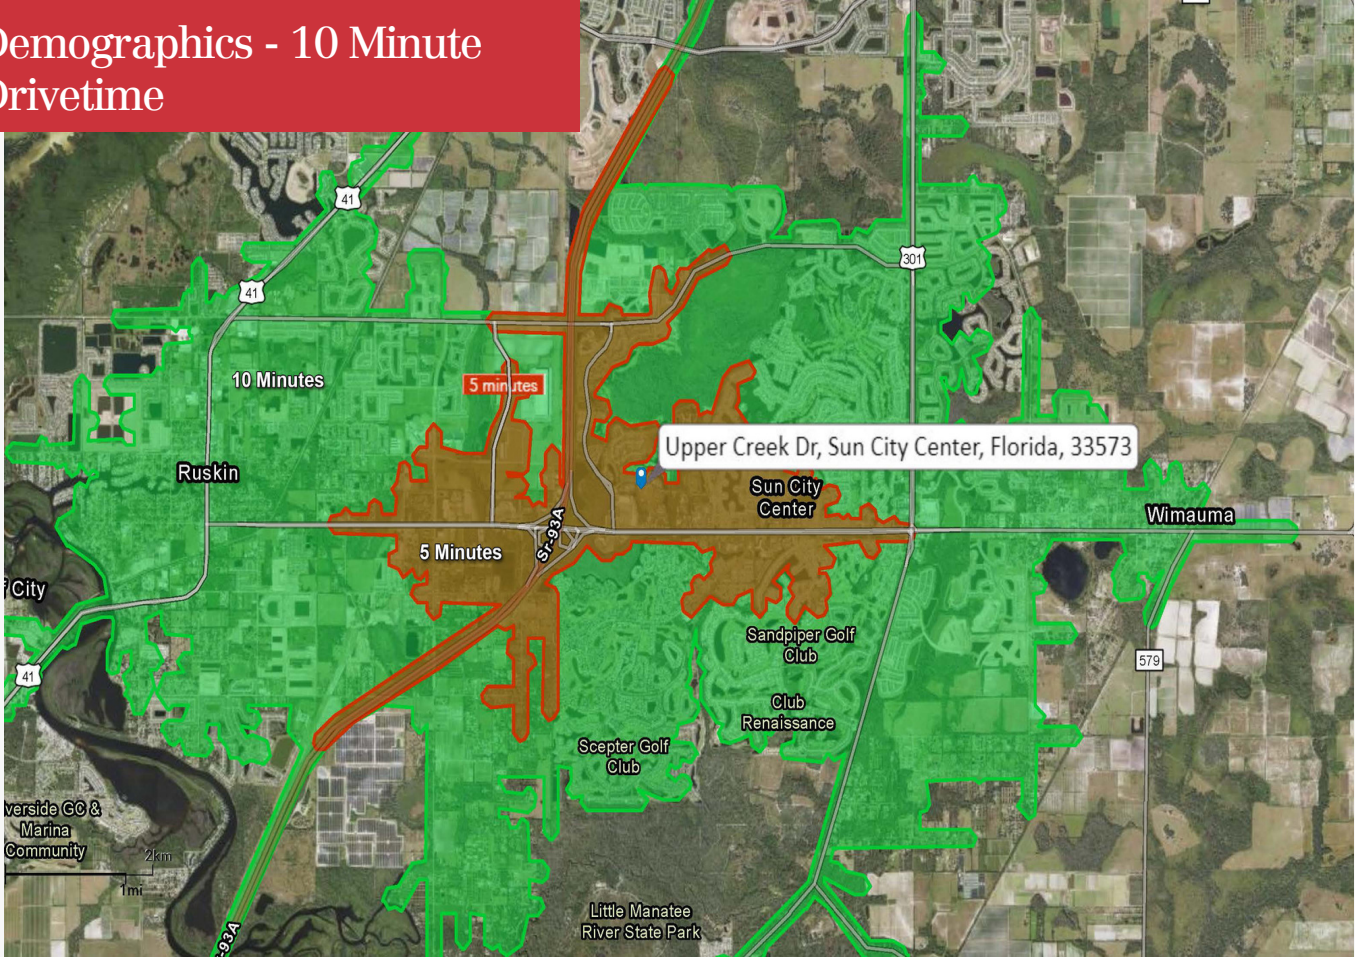 Demographics - 10 Minute
Drivetime
41
41
301
10 Minutes
5 minutes
Upper Creek Dr, Sun City Center, Florida, 33573
Ruskin
Sun City
Center
Wimauma
Sr-93A
5 Minutes
f City
Sandpiper Golf
Club
579
41
Club
Renaissance
Scepter Golf
Club
verside GC &
Marina
Community
2km
1mi
Little Manatee
River State Park
-93A